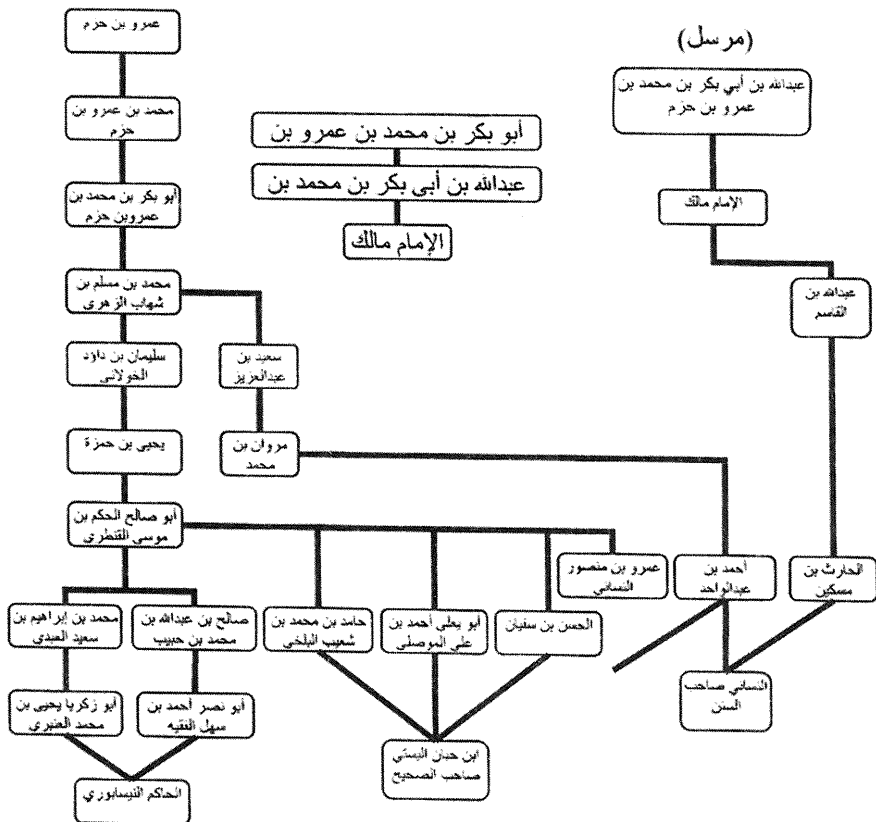 عمرو بن حزم
(مرسل)
عبدالله بن أبي بكر بن محمد بن
عمرو بن حزم
محمد بن عمرو بن
حزم
أبو بكر بن محمد بن عمرو بن
عبدالله بن أبي بكر بن محمد بن
الإمام مالك
أبو بكر بن محمد بن
عمروبن حزم
الإمام مالك
محمد بن مسلم بن
شهاب الزهري
عبدالله بن
القاسم
سليمان بن داؤد
الخولاني
سعيد بن
عبدالعزيز
يحيى بن حمزة
مروان بن
محمد
أبو صالح الحكم بن
موسى القنطري
عمرو بن منصور
النسائي
أحمد بن
عبدالواحد
الحارث بن
مسكين
محمد بن إبراهيم بن
سعيد العبدي
صالح بن عبدالله بن
محمد بن حبيب
حامد بن محمد بن
شعيب البلخي
أبو يعلى أحمد بن
على الموصلي
الحسن بن سفيان
أبو زكريا يحيى بن
محمد العنبري
أبو نصر أحمد بن
سهل الفقيه
النسائي صاحب
السنن
ابن حبان البستي
صاحب الصحيح
الحاكم النيسابوري